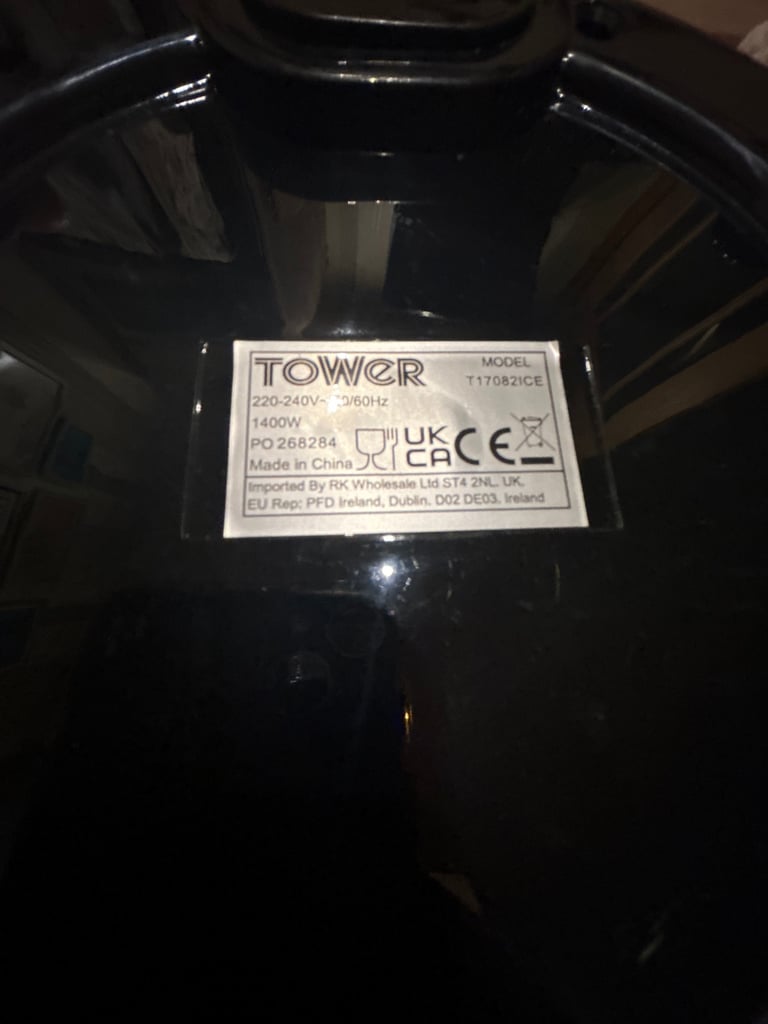 TOWER
MODEL
T17082ICE
220-240V~ /60Hz
1400W
PO 268284
Made in China
UK
CA
CE
Imported By RK Wholesale Ltd ST4 2NL. UK.
EU Rep: PFD Ireland, Dublin. D02 DE03. Ireland